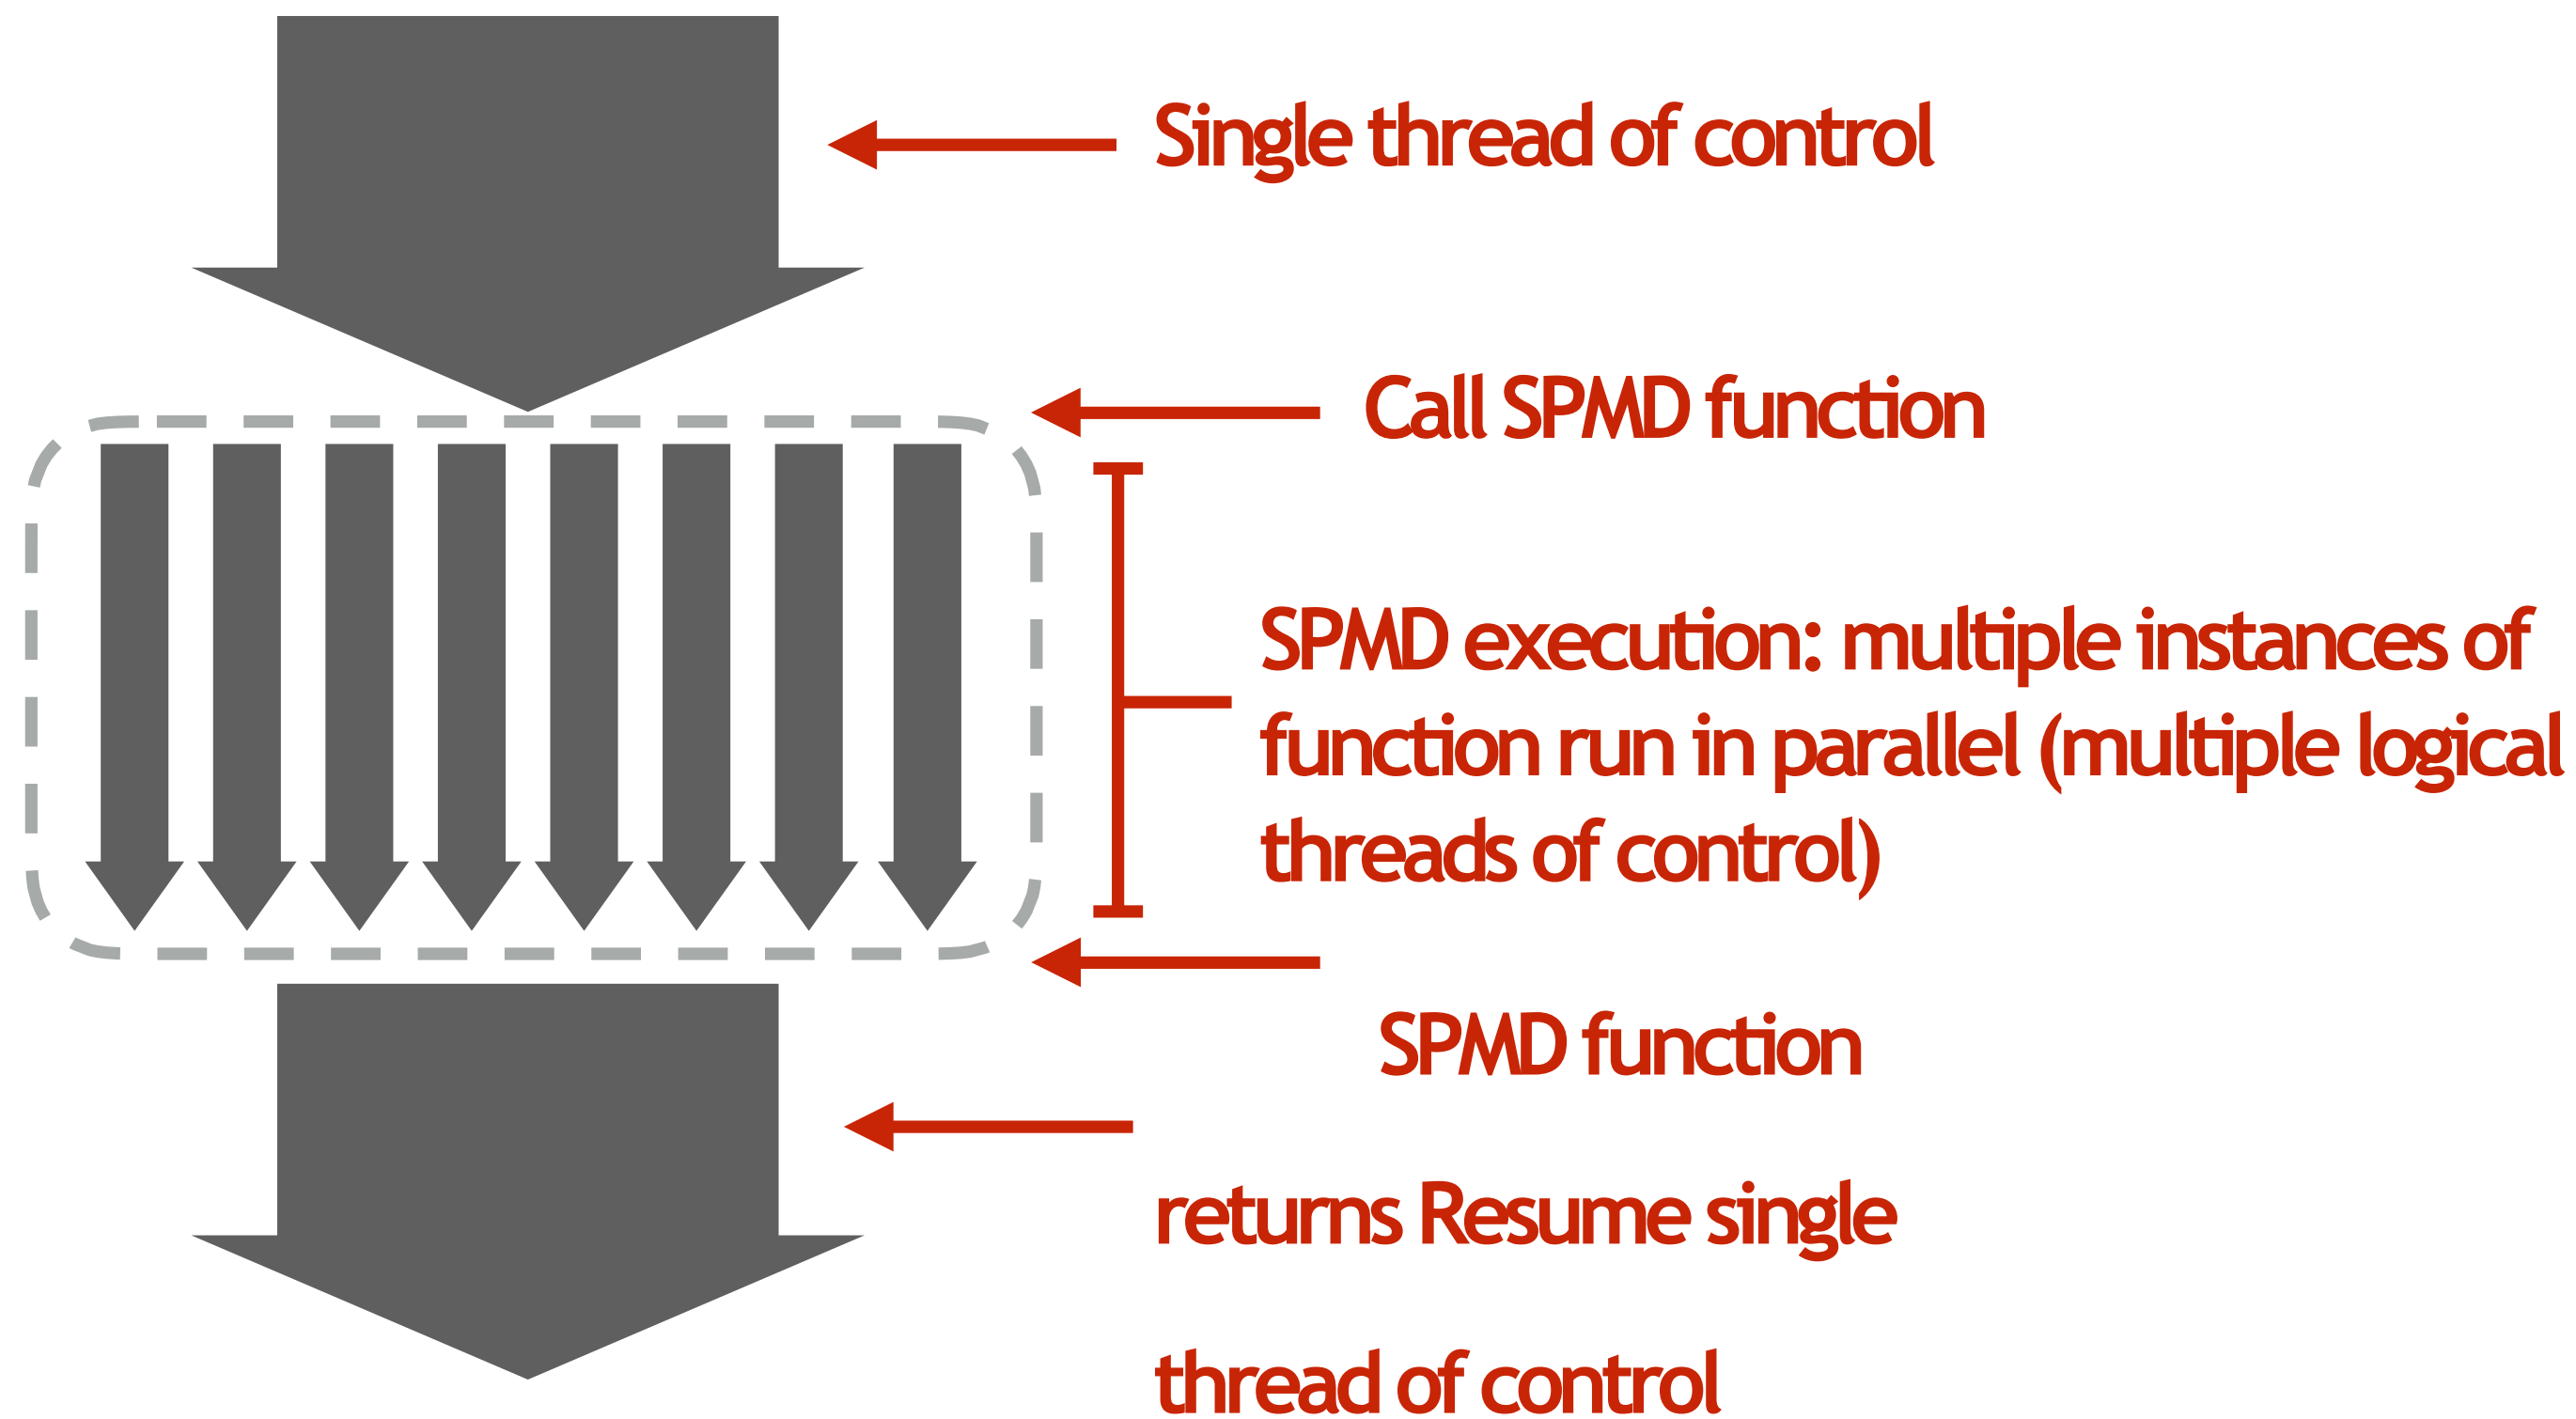 Single thread of control
Call SPMD function
SPMD execution: multiple instances of
function run in parallel (multiple logical
threads of control)
SPMD function
returns Resume single
thread of control